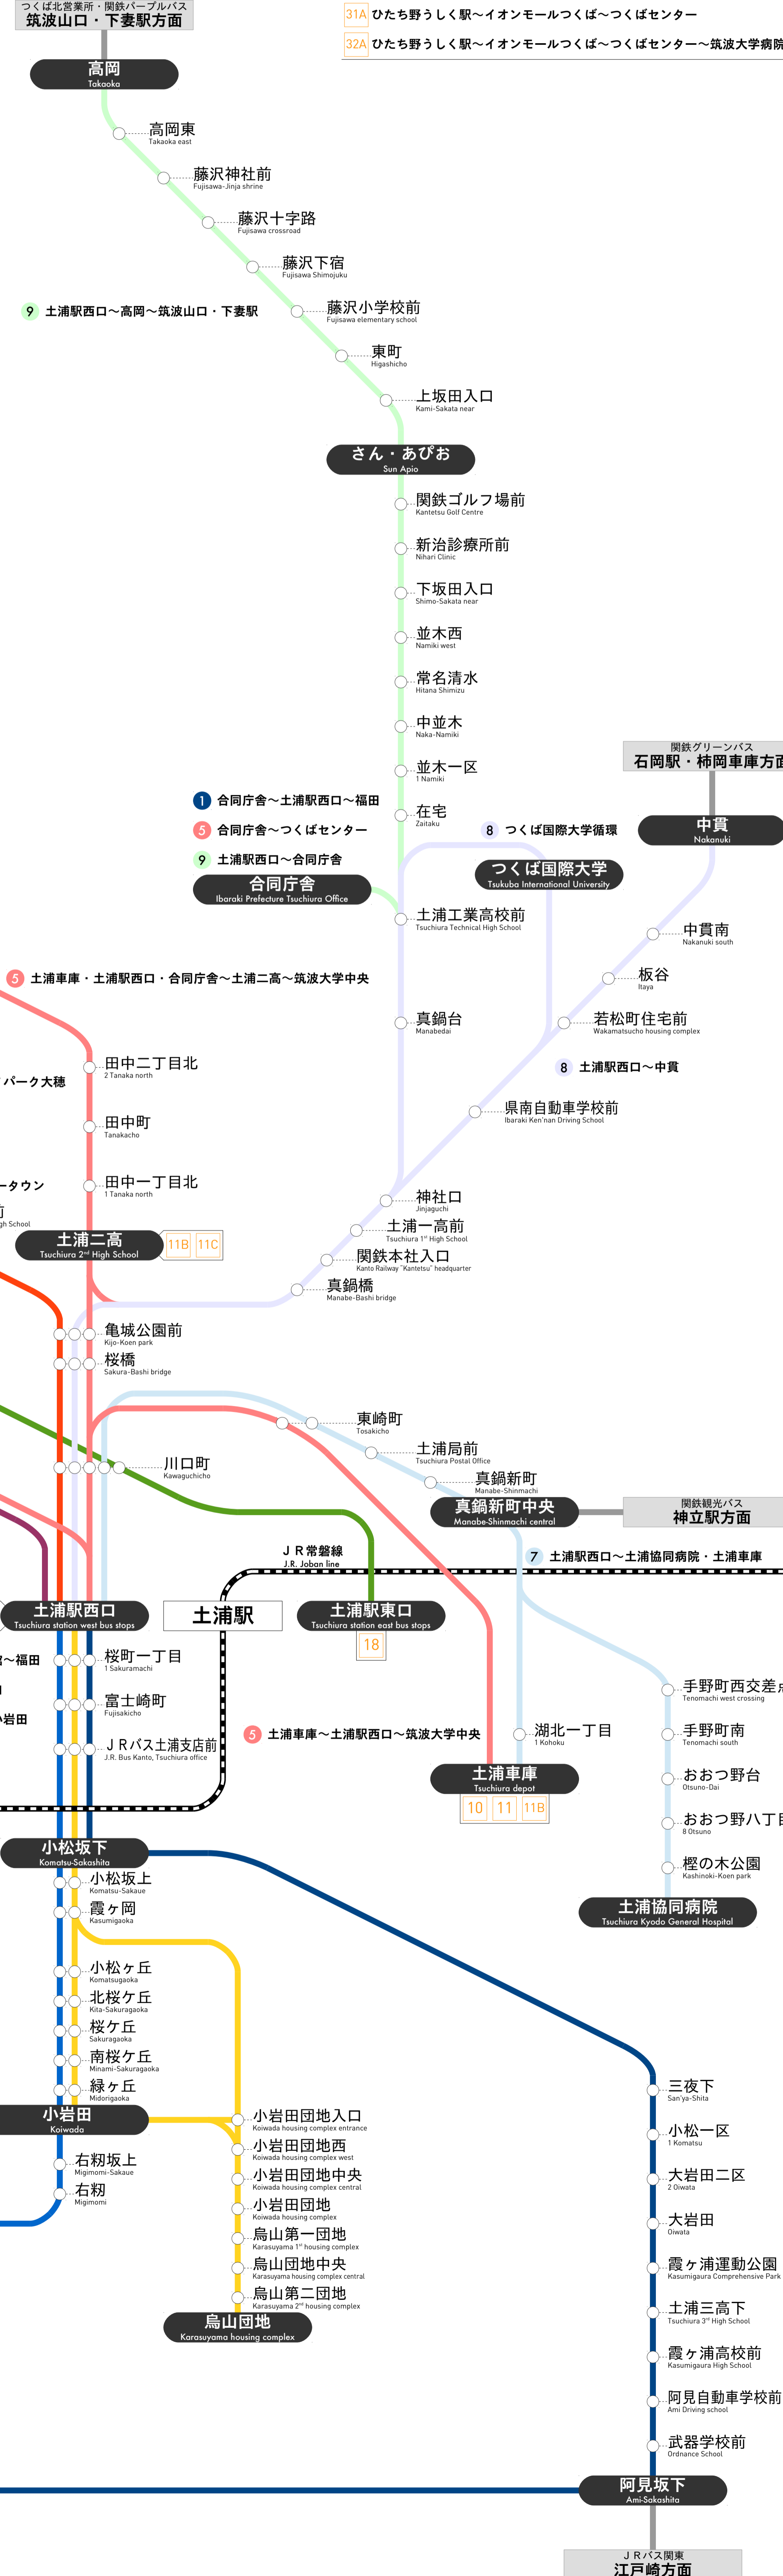 つくば北営業所・関鉄パープルバス
筑波山口・下妻駅方面
31A ひたち野うしく駅〜イオンモールつくば〜つくばセンター
32A ひたち野うしく駅〜イオンモールつくば〜つくばセンター〜筑波大学病院
高岡
Takaoka
高岡東
Takaoka east
藤沢神社前
Fujisawa-Jinja shrine
藤沢十字路
Fujisawa crossroad
藤沢下宿
Fujisawa Shimojuku
9 土浦駅西口〜高岡〜筑波山口・下妻駅
藤沢小学校前
Fujisawa elementary school
東町
Higashicho
上坂田入口
Kami-Sakata near
さん・あぴお
Sun Apio
関鉄ゴルフ場前
Kantetsu Golf Centre
新治診療所前
Nihari Clinic
下坂田入口
Shimo-Sakata near
並木西
Namiki west
常名清水
Hitana Shimizu
中並木
Naka-Namiki
並木一区
1 Namiki
関鉄グリーンバス
石岡駅・柿岡車庫方面
在宅
Zaitaku
1 合同庁舎〜土浦駅西口〜福田
5 合同庁舎〜つくばセンター
9 土浦駅西口〜合同庁舎
8 つくば国際大学循環
中貫
Nakanuki
合同庁舎
Ibaraki Prefecture Tsuchiura Office
つくば国際大学
Tsukuba International University
土浦工業高校前
Tsuchiura Technical High School
中貫南
Nakanuki south
5 土浦車庫・土浦駅西口・合同庁舎〜土浦二高〜筑波大学中央
板谷
Itaya
真鍋台
Manabedai
若松町住宅前
Wakamatsucho housing complex
田中二丁目北
2 Tanaka north
パーク大穂
8 土浦駅西口〜中貫
田中町
Tanakacho
県南自動車学校前
Ibaraki Ken'nan Driving School
田中一丁目北
1 Tanaka north
ータウン
前
gh School
神社口
Jinjaguchi
土浦一高前
Tsuchiura 1st High School
土浦二高
Tsuchiura 2nd High School
11B 11C
関鉄本社入口
Kanto Railway "Kantetsu" headquarter
真鍋橋
Manabe-Bashi bridge
亀城公園前
Kijo-Koen park
桜橋
Sakura-Bashi bridge
東崎町
Tosakicho
土浦局前
Tsuchiura Postal Office
川口町
Kawaguchicho
真鍋新町
Manabe-Shinmachi
真鍋新町中央
Manabe-Shinmachi central
関鉄観光バス
神立駅方面
JR常磐線
J.R. Joban line
7 土浦駅西口〜土浦協同病院・土浦車庫
土浦駅西口
Tsuchiura station west bus stops
土浦駅
土浦駅東口
Tsuchiura station east bus stops
18
桜町一丁目
1 Sakuramachi
〜福田
富士崎町
Fujisakicho
小岩田
JRバス土浦支店前
J.R. Bus Kanto, Tsuchiura office
5 土浦車庫〜土浦駅西口〜筑波大学中央
湖北一丁目
1 Kohoku
手野町西交差点
Tenomachi west crossing
手野町南
Tenomachi south
土浦車庫
Tsuchiura depot
10 11 11B
おおつ野台
Otsuno-Dai
おおつ野八丁目
8 Otsuno
樫の木公園
Kashinoki-Koen park
土浦協同病院
Tsuchiura Kyodo General Hospital
小松坂下
Komatsu-Sakashita
小松坂上
Komatsu-Sakaue
霞ヶ岡
Kasumigaoka
小松ヶ丘
Komatsugaoka
北桜ケ丘
Kita-Sakuragaoka
桜ケ丘
Sakuragaoka
南桜ケ丘
Minami-Sakuragaoka
緑ヶ丘
Midorigaoka
小岩田
Koiwada
小岩田団地入口
Koiwada housing complex entrance
小岩田団地西
Koiwada housing complex west
小岩田団地中央
Koiwada housing complex central
小岩田団地
Koiwada housing complex
烏山第一団地
Karasuyama 1st housing complex
烏山団地中央
Karasuyama housing complex central
烏山第二団地
Karasuyama 2nd housing complex
烏山団地
Karasuyama housing complex
右籾坂上
Migimomi-Sakaue
右籾
Migimomi
三夜下
San'ya-Shita
小松一区
1 Komatsu
大岩田二区
2 Oiwata
大岩田
Oiwata
霞ヶ浦運動公園
Kasumigaura Comprehensive Park
土浦三高下
Tsuchiura 3rd High School
霞ヶ浦高校前
Kasumigaura High School
阿見自動車学校前
Ami Driving school
武器学校前
Ordnance School
阿見坂下
Ami-Sakashita
JRバス関東
江戸崎方面